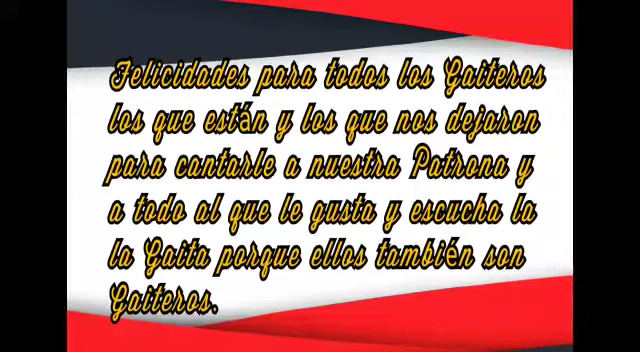 Felicidades para todos los Gaiteros
los que están y los que nos dejaron
para cantarle a nuestra Patrona y
a todo al que le gusta y escucha la
la Gaita porque ellos también son
Gaiteros.